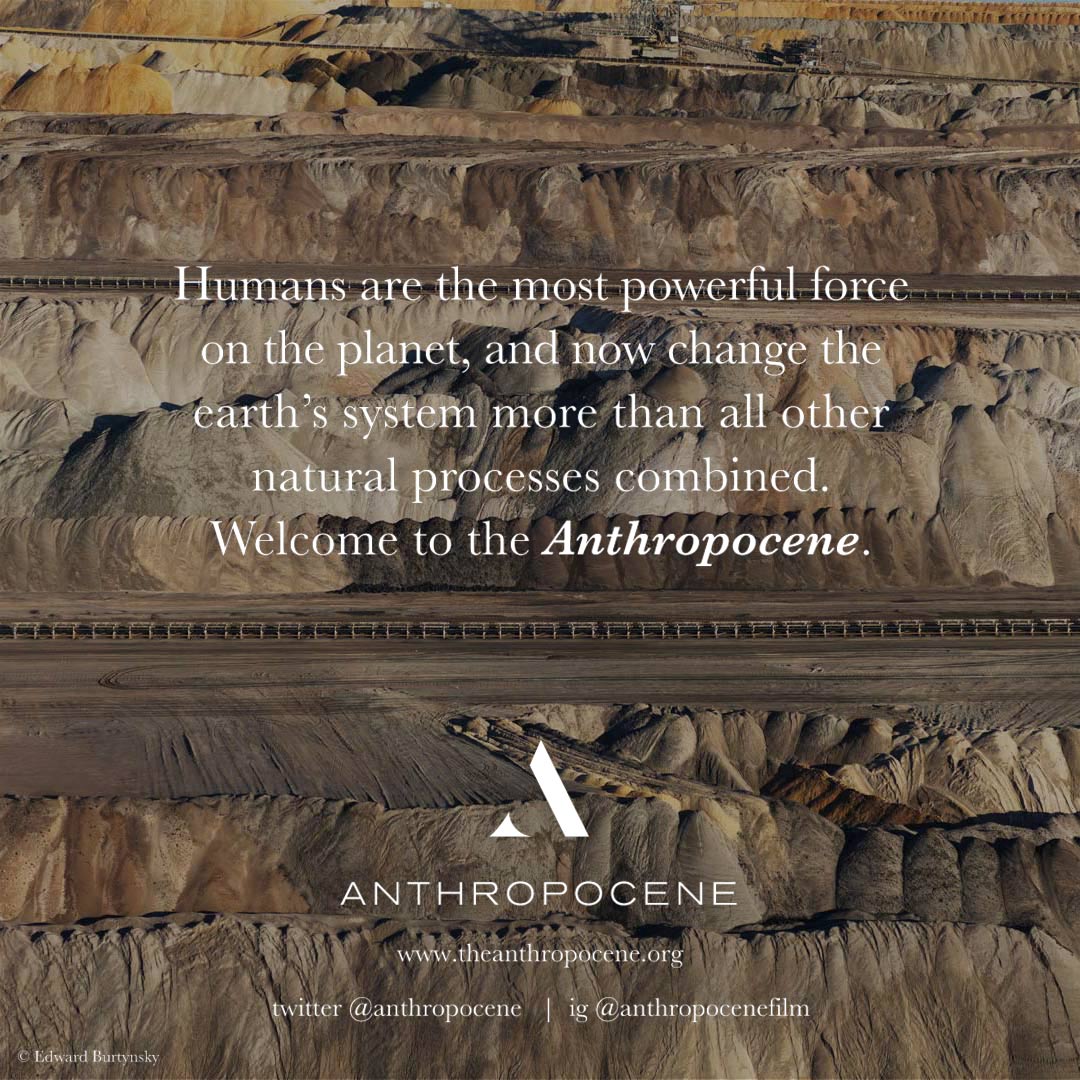 Humans are the most powerful force
on the planet, and now change the
earth’s system more than all other
natural processes combined.
Welcome to the Anthropocene.
ANTHROPOCENE
www.theanthropocene.org
twitter @anthropocene | ig @anthropocenefilm
© Edward Burtynsky